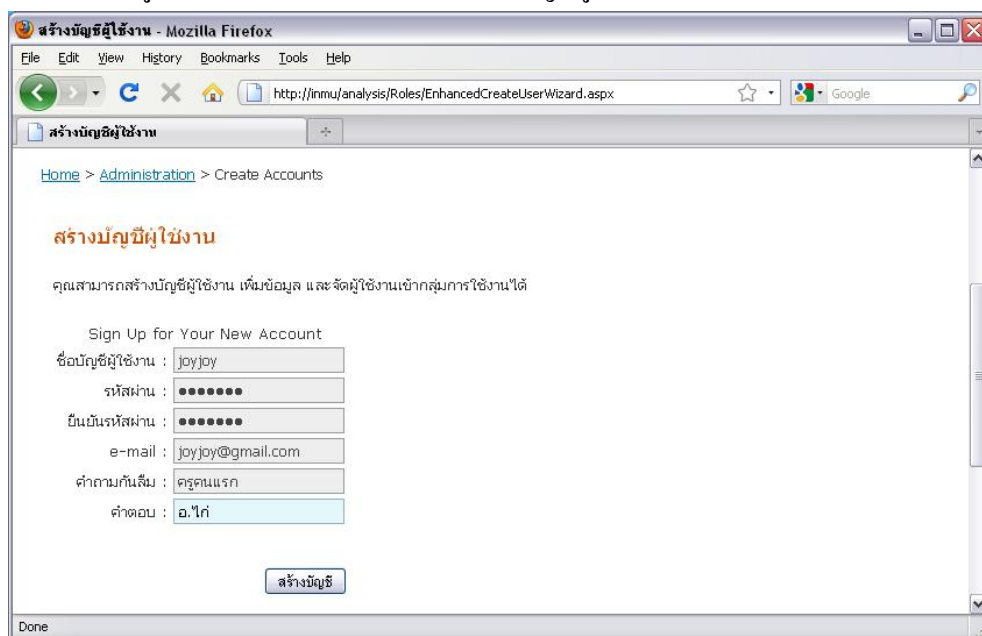 สร้างบัญชีผู้ใช้งาน - Mozilla Firefox
File Edit View History Bookmarks Tools Help
http://inmu/analysis/Roles/EnhancedCreateUserWizard.aspx Google
สร้างบัญชีผู้ใช้งาน
Home > Administration > Create Accounts
สร้างบัญชีผู้ใช้งาน
คุณสามารถสร้างบัญชีผู้ใช้งาน เพิ่มข้อมูล และจัดผู้ใช้งานเข้ากลุ่มการใช้งานได้
Sign Up for Your New Account
ชื่อบัญชีผู้ใช้งาน : joyjoy
รหัสผ่าน : ●●●●●●●
ยืนยันรหัสผ่าน : ●●●●●●●
e-mail : joyjoy@gmail.com
คำถามกันลืม : ครูคนแรก
คำตอบ : อ.ไก่
สร้างบัญชี
Done